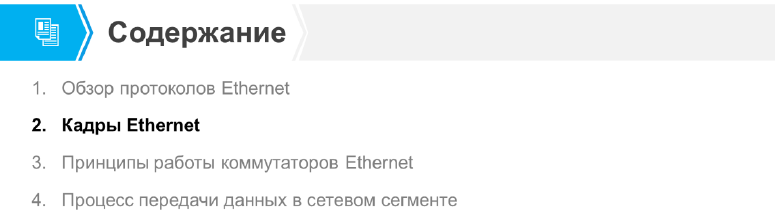 Содержание
1. Обзор протоколов Ethernet
2. Кадры Ethernet
3. Принципы работы коммутаторов Ethernet
4. Процесс передачи данных в сетевом сегменте